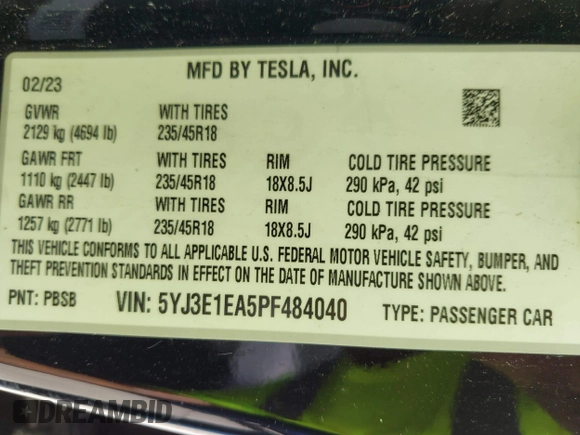 MFD BY TESLA, INC.
02/23
GVWR WITH TIRES
2129 kg (4694 lb) 235/45R18
GAWR FRT WITH TIRES RIM COLD TIRE PRESSURE
1110 kg (2447 lb) 235/45R18 18X8.5J 290 kPa, 42 psi
GAWR RR WITH TIRES RIM COLD TIRE PRESSURE
1257 kg (2771 lb) 235/45R18 18X8.5J 290 kPa, 42 psi
THIS VEHICLE CONFORMS TO ALL APPLICABLE U.S. FEDERAL MOTOR VEHICLE SAFETY, BUMPER, AND
THEFT PREVENTION STANDARDS IN EFFECT ON THE DATE OF MANUFACTURE SHOWN ABOVE.
PNT: PBSB VIN: 5YJ3E1EA5PF484040 TYPE: PASSENGER CAR
DREAMBID